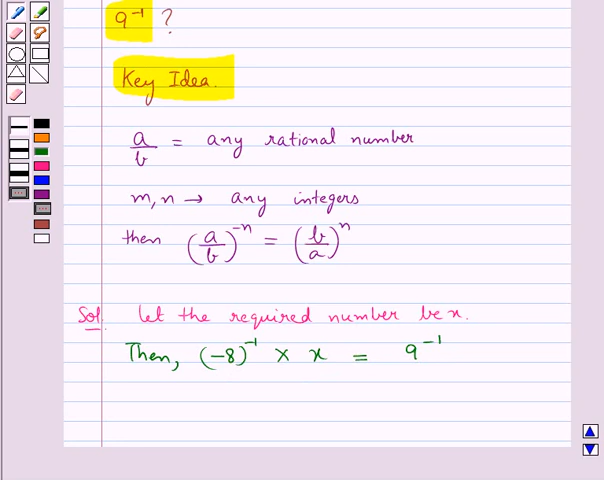 9⁻¹ ?
Key Idea.
a/b = any rational number
m, n → any integers
then (a/b)⁻ⁿ = (b/a)ⁿ
Sol. Let the required number be x.
Then, (-8)⁻¹ × x = 9⁻¹